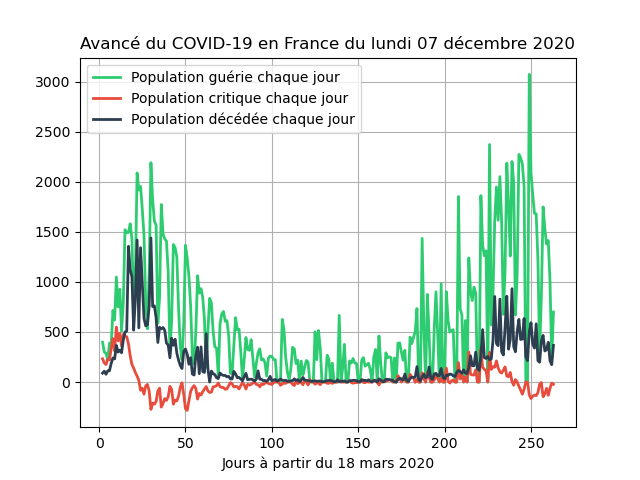 Avancé du COVID-19 en France du lundi 07 décembre 2020
Population guérie chaque jour
Population critique chaque jour
Population décédée chaque jour
3000
2500
2000
1500
1000
500
0
0 50 100 150 200 250
Jours à partir du 18 mars 2020